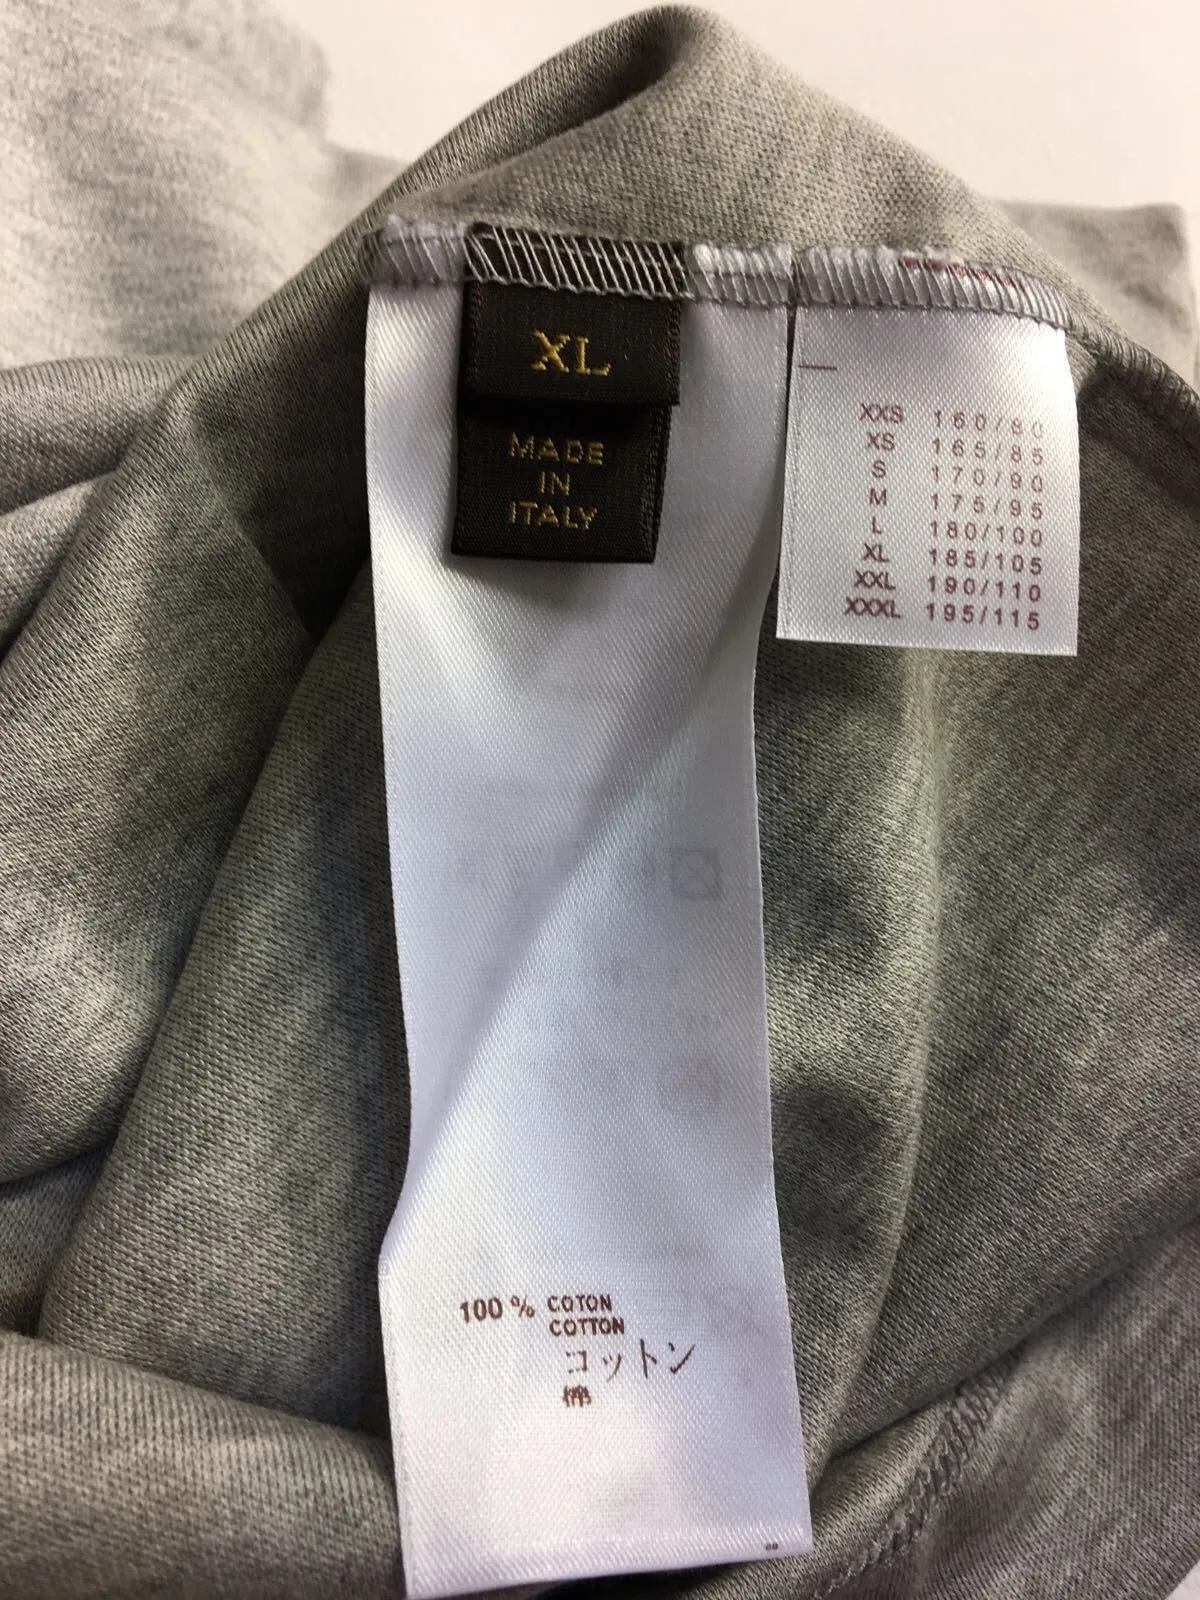 XL
MADE
IN
ITALY
XXS 160/80
XS 165/85
S 170/90
M 175/95
L 180/100
XL 185/105
XXL 190/110
XXXL 195/115
100 % COTON
COTTON
コットン
棉